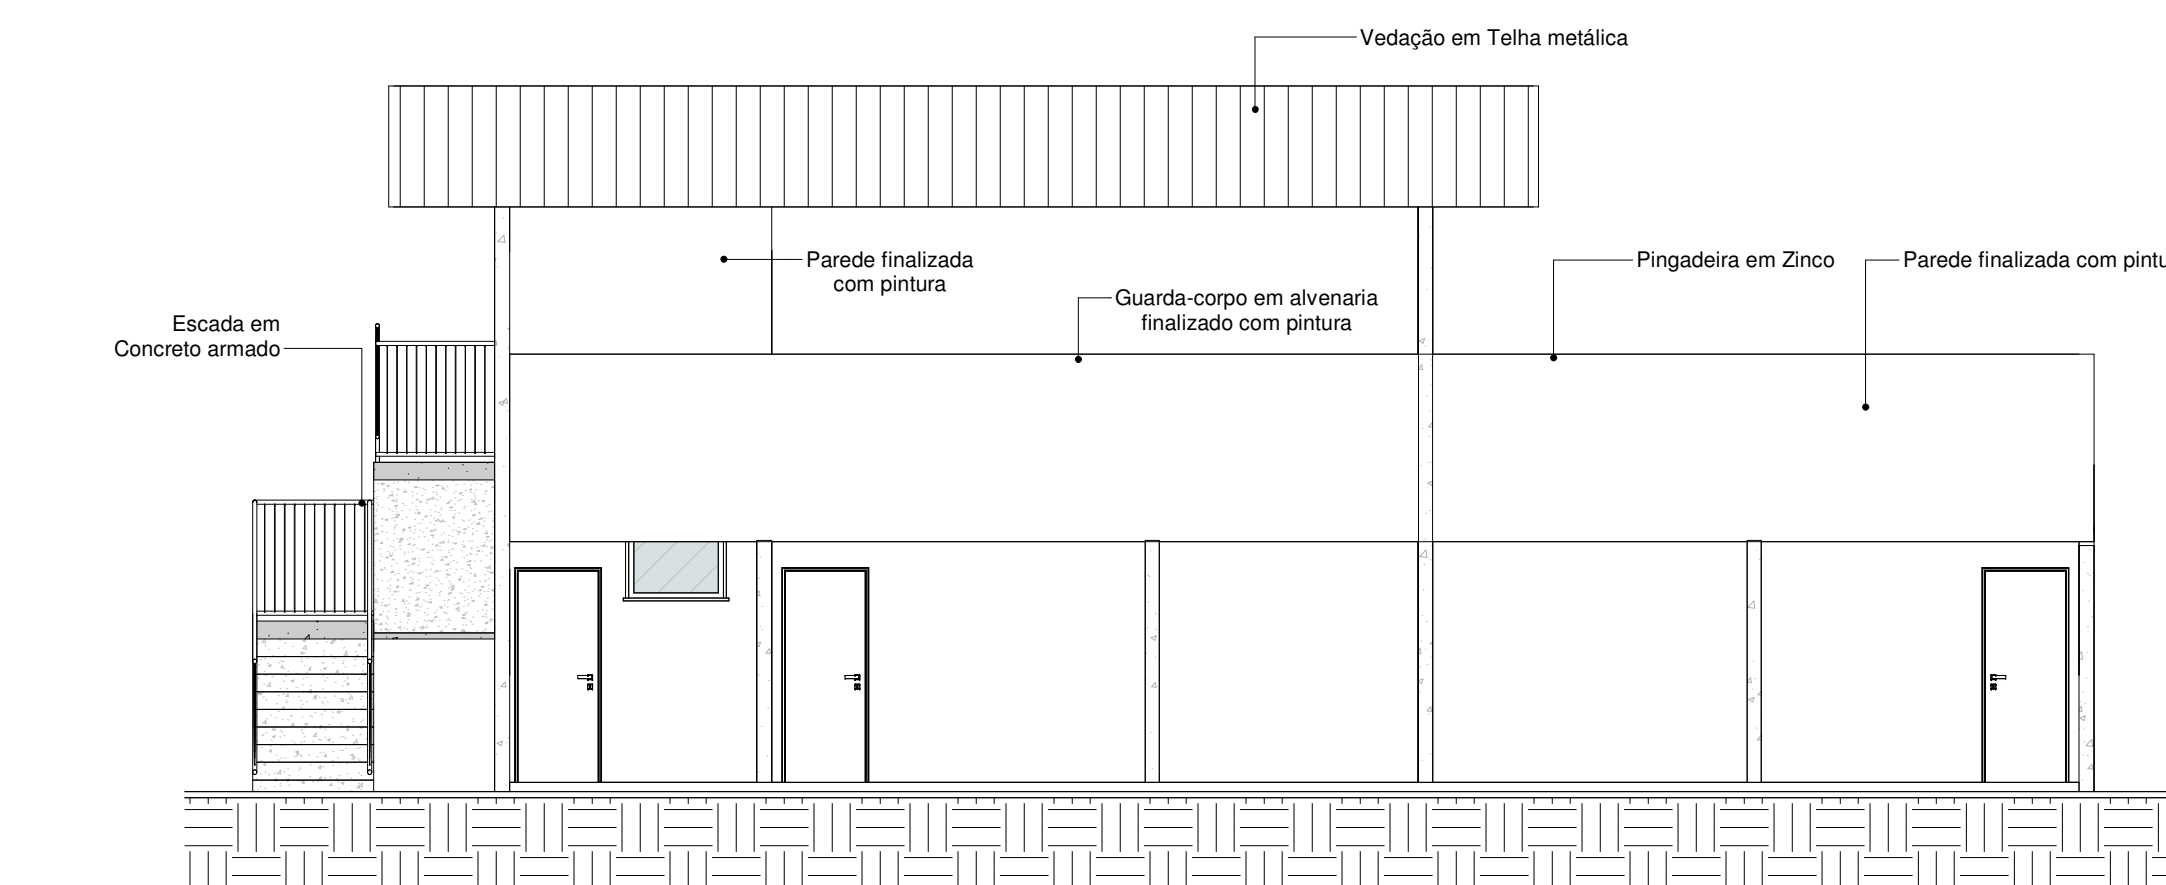 Vedação em Telha metálica
Parede finalizada
com pintura
Pingadeira em Zinco
Parede finalizada com
Guarda-corpo em alvenaria
finalizado com pintura
Escada em
Concreto armado